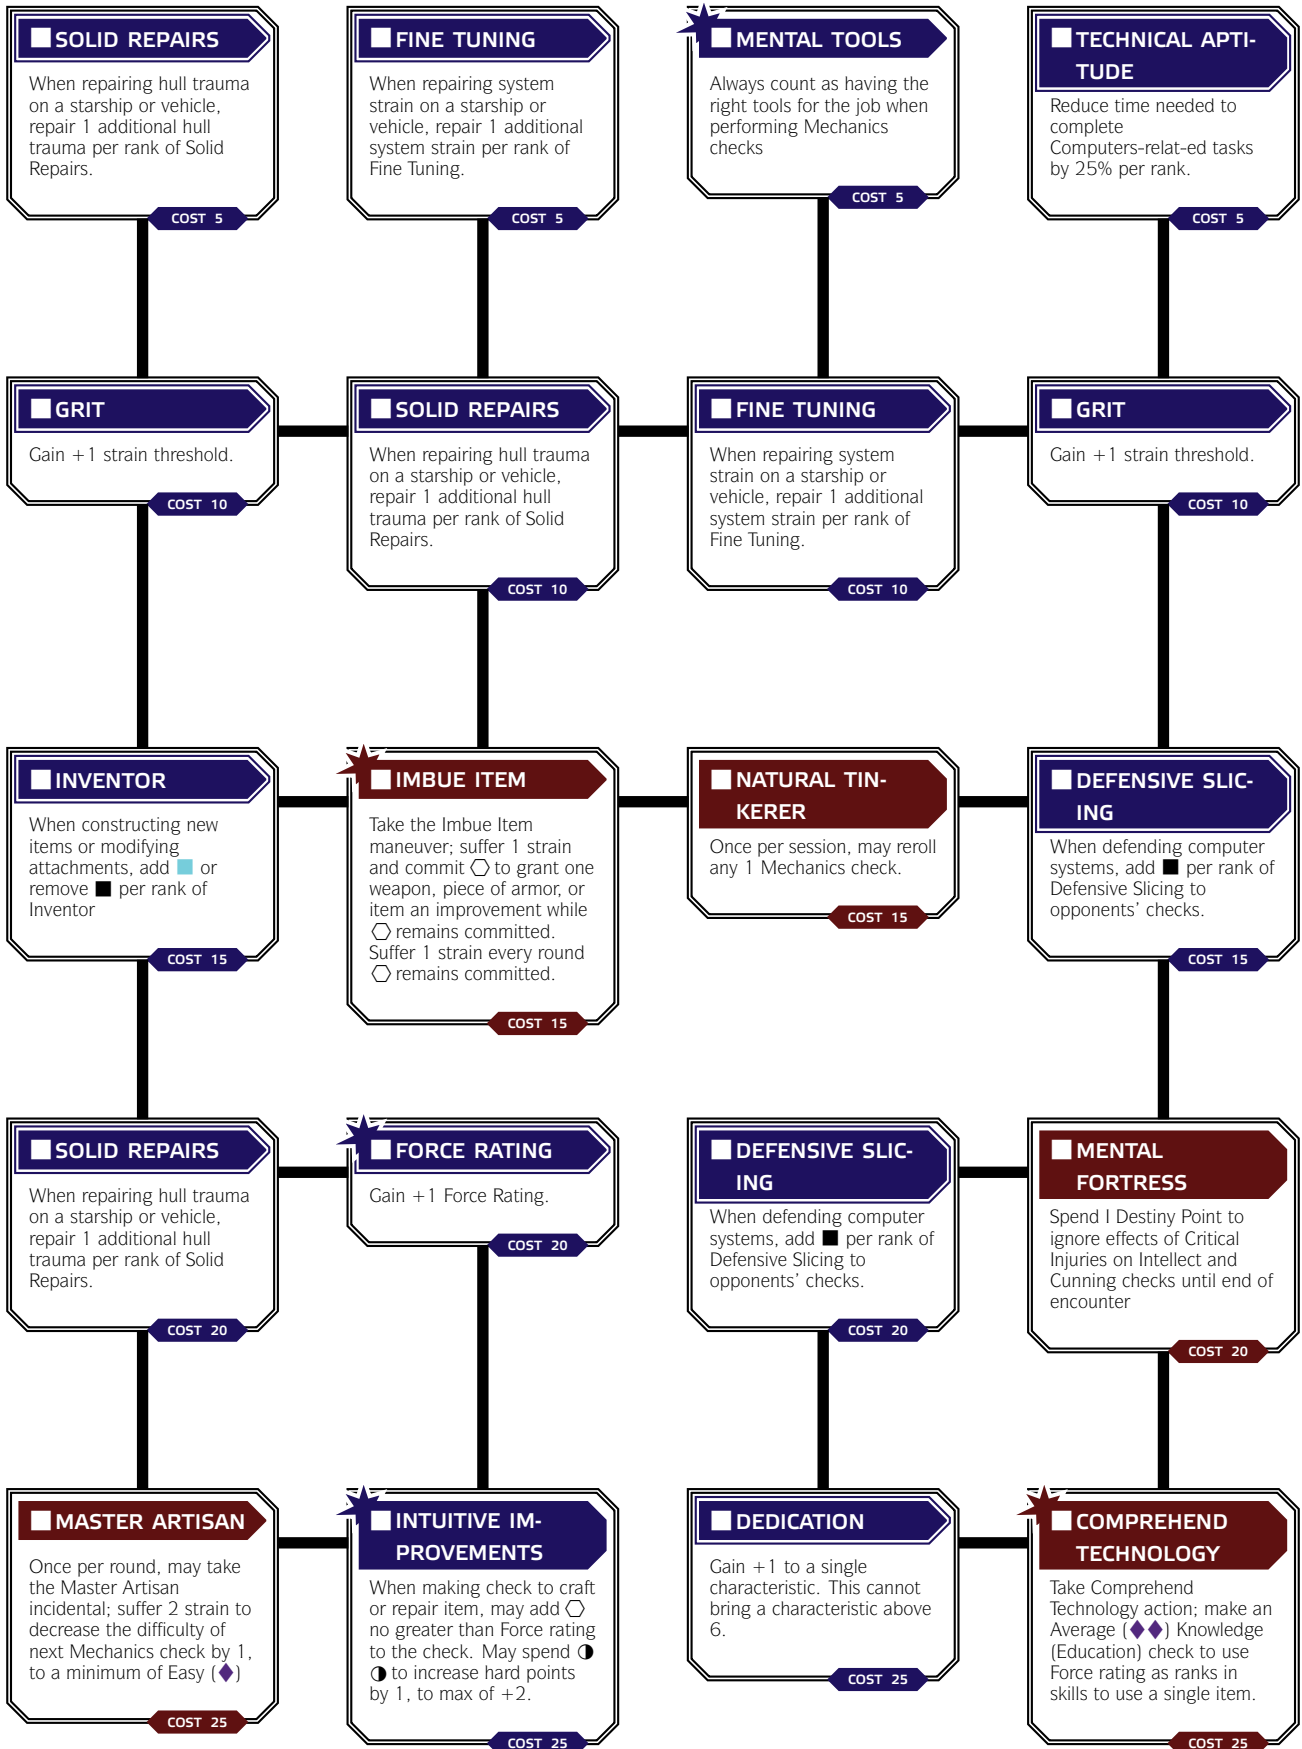 SOLID REPAIRS
When repairing hull trauma
on a starship or vehicle,
repair 1 additional hull
trauma per rank of Solid
Repairs.
COST 5
FINE TUNING
When repairing system
strain on a starship or
vehicle, repair 1 additional
system strain per rank of
Fine Tuning.
COST 5
MENTAL TOOLS
Always count as having the
right tools for the job when
performing Mechanics
checks
COST 5
TECHNICAL APTI-
TUDE
Reduce time needed to
complete
Computers-relat-ed tasks
by 25% per rank.
COST 5
GRIT
Gain +1 strain threshold.
COST 10
SOLID REPAIRS
When repairing hull trauma
on a starship or vehicle,
repair 1 additional hull
trauma per rank of Solid
Repairs.
COST 10
FINE TUNING
When repairing system
strain on a starship or
vehicle, repair 1 additional
system strain per rank of
Fine Tuning.
COST 10
GRIT
Gain +1 strain threshold.
COST 10
INVENTOR
When constructing new
items or modifying
attachments, add or
remove per rank of
Inventor
COST 15
IMBUE ITEM
Take the Imbue Item
maneuver; suffer 1 strain
and commit to grant one
weapon, piece of armor, or
item an improvement while
remains committed.
Suffer 1 strain every round
remains committed.
COST 15
NATURAL TIN-
KERER
Once per session, may reroll
any 1 Mechanics check.
COST 15
DEFENSIVE SLIC-
ING
When defending computer
systems, add per rank of
Defensive Slicing to
opponents' checks.
COST 15
SOLID REPAIRS
When repairing hull trauma
on a starship or vehicle,
repair 1 additional hull
trauma per rank of Solid
Repairs.
COST 20
FORCE RATING
Gain +1 Force Rating.
COST 20
DEFENSIVE SLIC-
ING
When defending computer
systems, add per rank of
Defensive Slicing to
opponents' checks.
COST 20
MENTAL
FORTRESS
Spend I Destiny Point to
ignore effects of Critical
Injuries on Intellect and
Cunning checks until end of
encounter
COST 20
MASTER ARTISAN
Once per round, may take
the Master Artisan
incidental; suffer 2 strain to
decrease the difficulty of
next Mechanics check by 1,
to a minimum of Easy (◆)
COST 25
INTUITIVE IM-
PROVEMENTS
When making check to craft
or repair item, may add
no greater than Force rating
to the check. May spend
to increase hard points
by 1, to max of +2.
COST 25
DEDICATION
Gain +1 to a single
characteristic. This cannot
bring a characteristic above
6.
COST 25
COMPREHEND
TECHNOLOGY
Take Comprehend
Technology action; make an
Average (◆◆) Knowledge
(Education) check to use
Force rating as ranks in
skills to use a single item.
COST 25